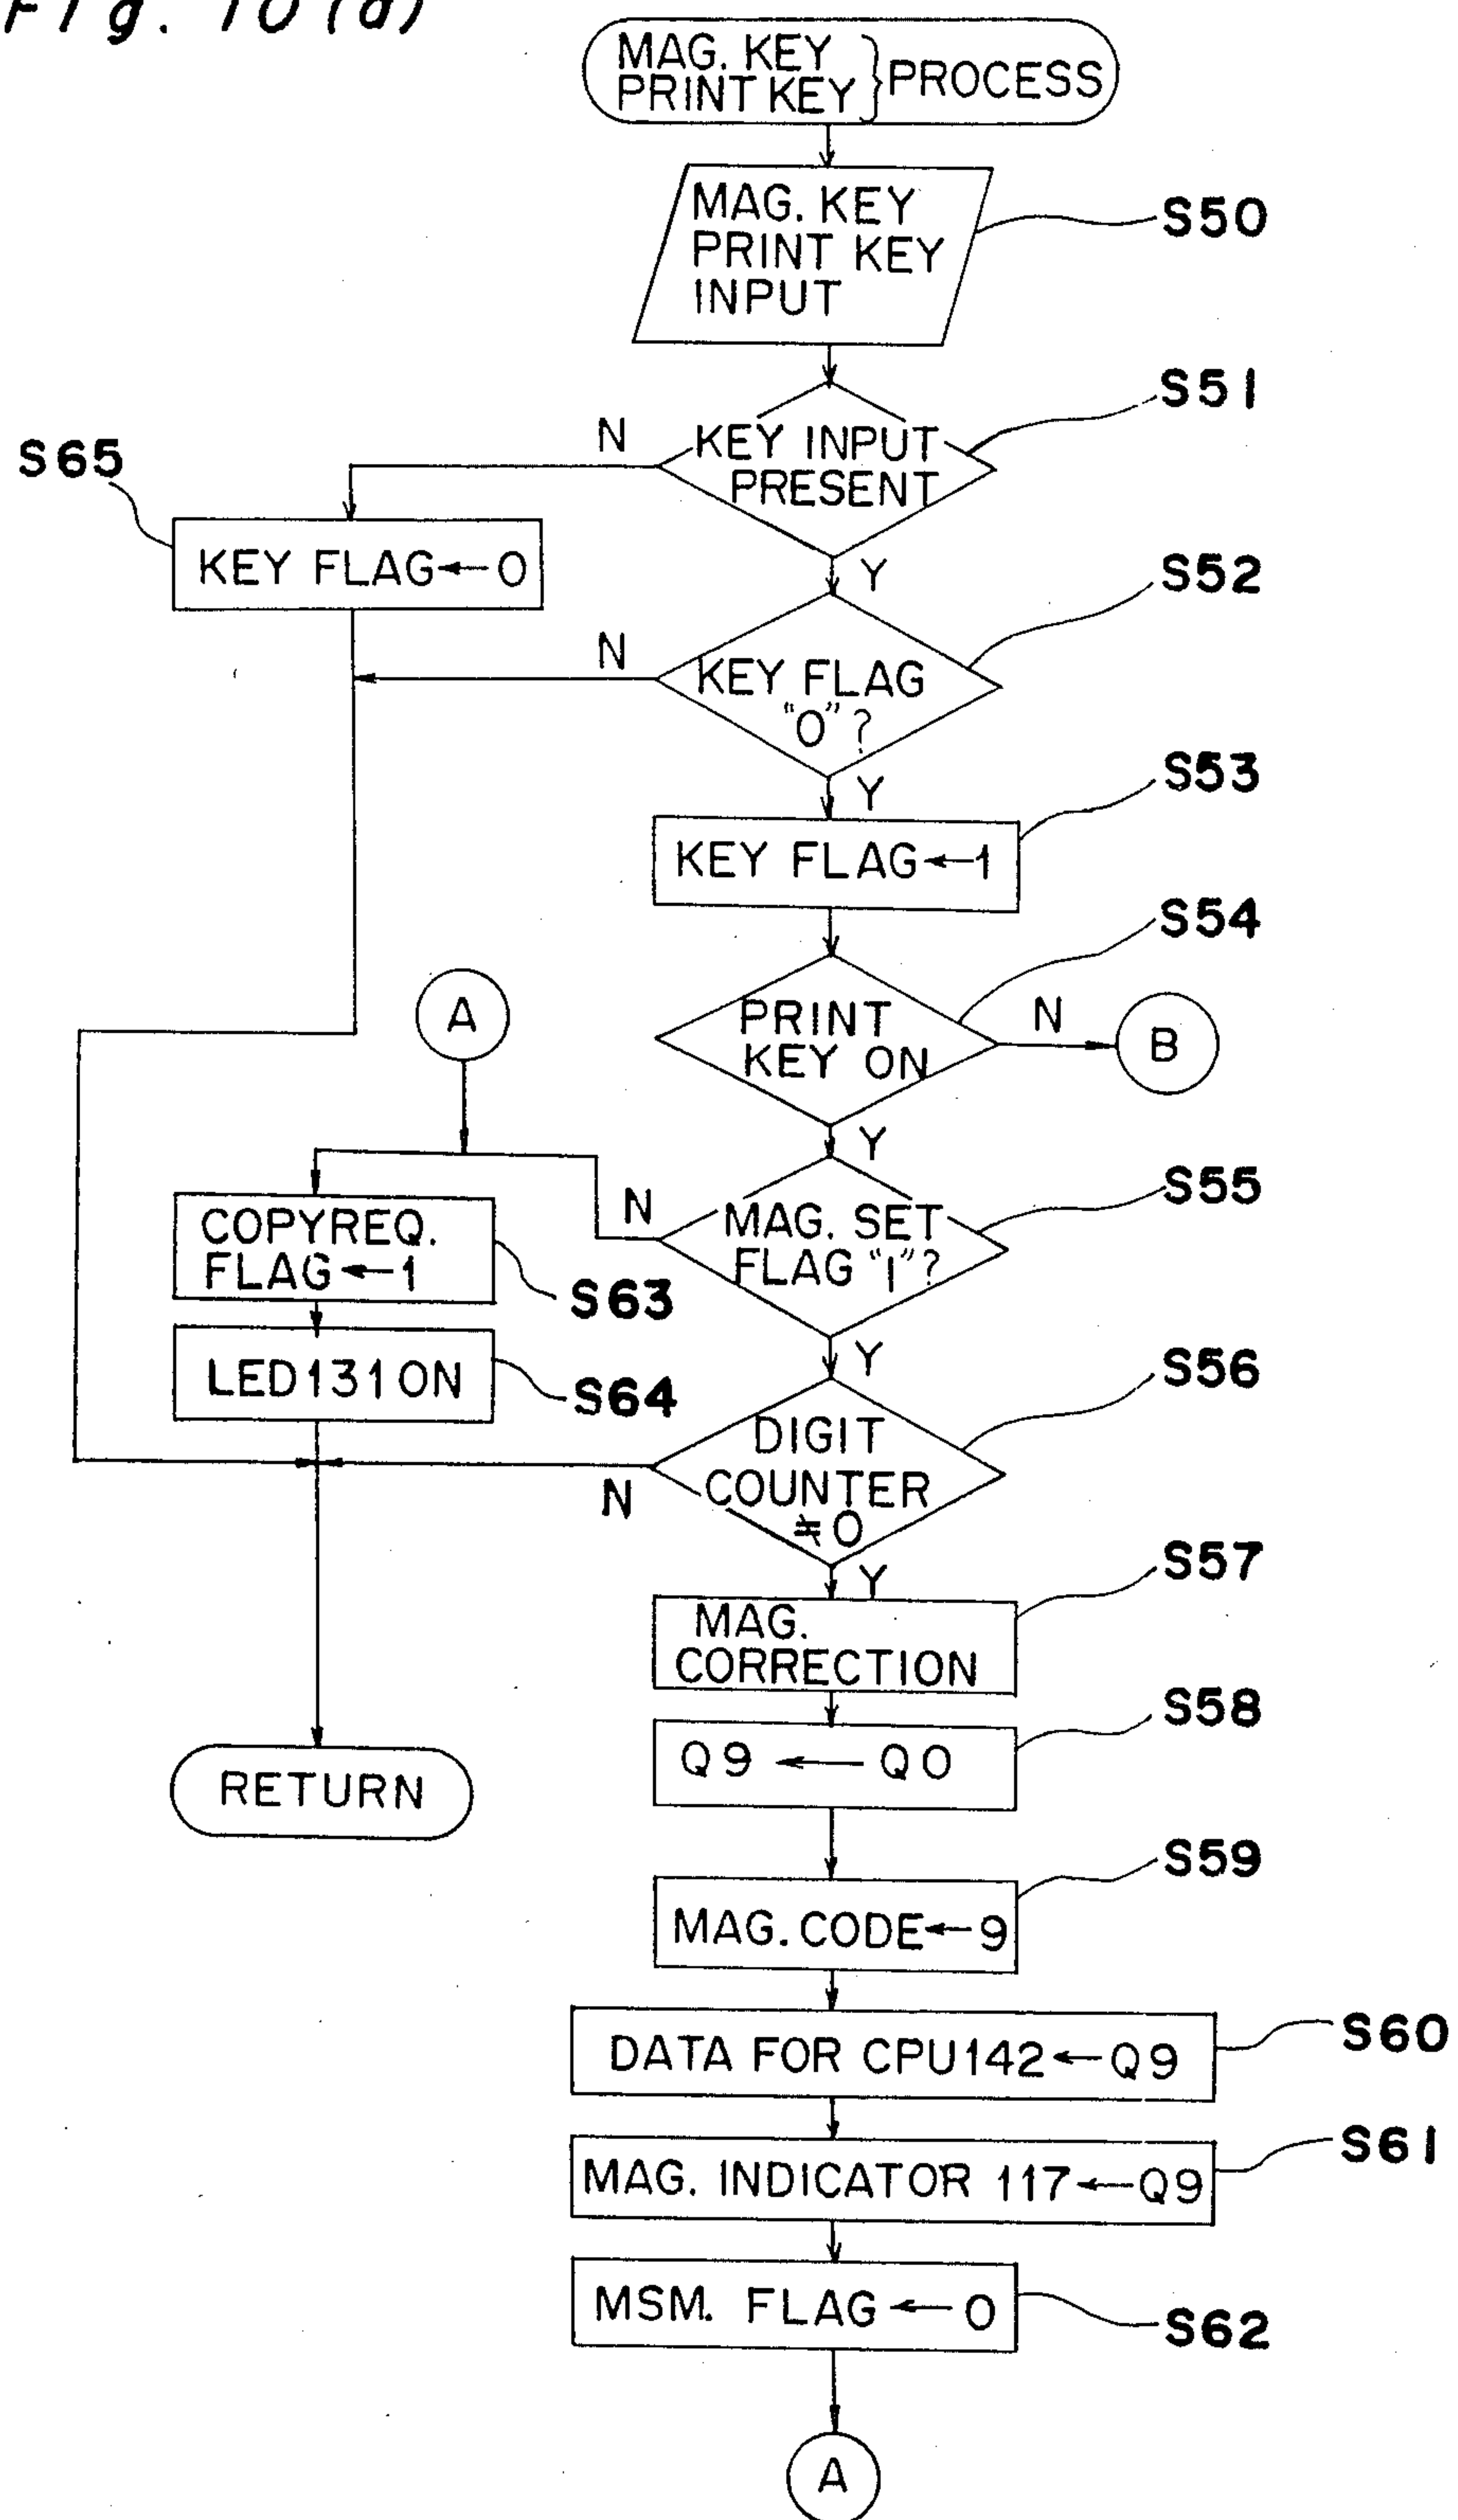 Fig. 10 (a)
MAG. KEY
PRINT KEY } PROCESS
MAG. KEY
PRINT KEY
INPUT
S50
S51
N
KEY INPUT
PRESENT
S65
KEY FLAG←0
Y
S52
N
KEY FLAG
"0"?
Y
S53
KEY FLAG←1
S54
A
PRINT
KEY ON
N
B
Y
S55
N
MAG. SET
FLAG "1"?
COPYREQ.
FLAG←1
S63
Y
S56
LED131ON
S64
DIGIT
COUNTER
≠0
N
Y
S57
MAG.
CORRECTION
S58
Q9 ← Q0
RETURN
S59
MAG.CODE←9
S60
DATA FOR CPU142←Q9
S61
MAG. INDICATOR 117←Q9
MSM. FLAG←0
S62
A